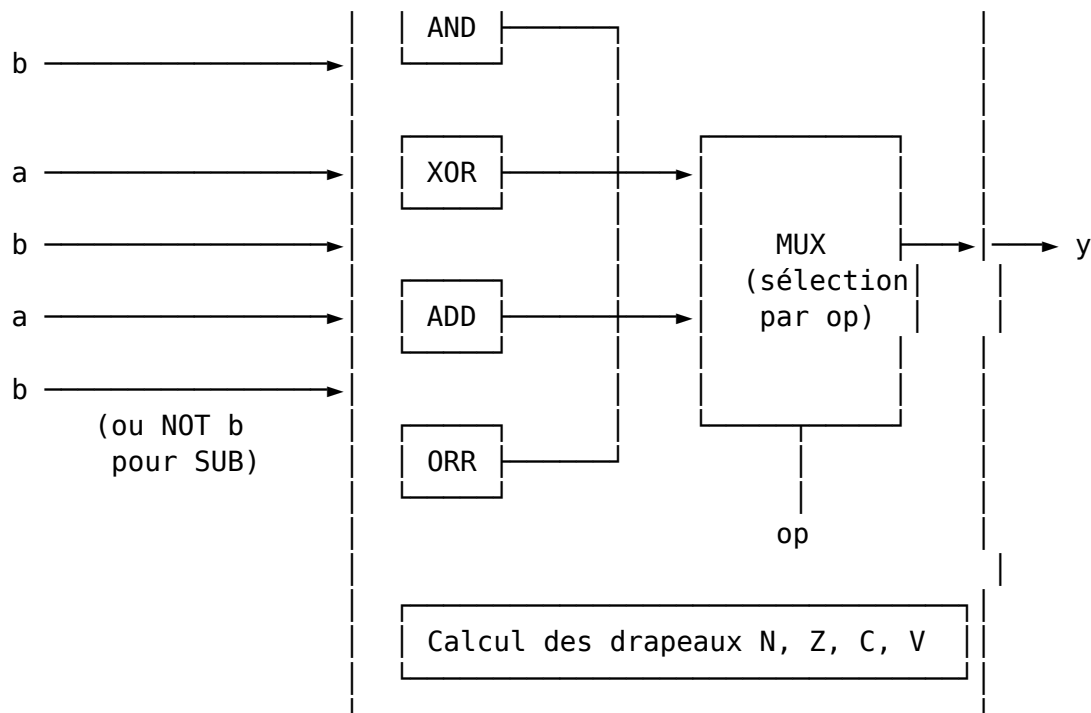 AND
b
a
XOR
b
MUX
y
(sélection
a
ADD
par op)
b
(ou NOT b
ORR
pour SUB)
op
Calcul des drapeaux N, Z, C, V